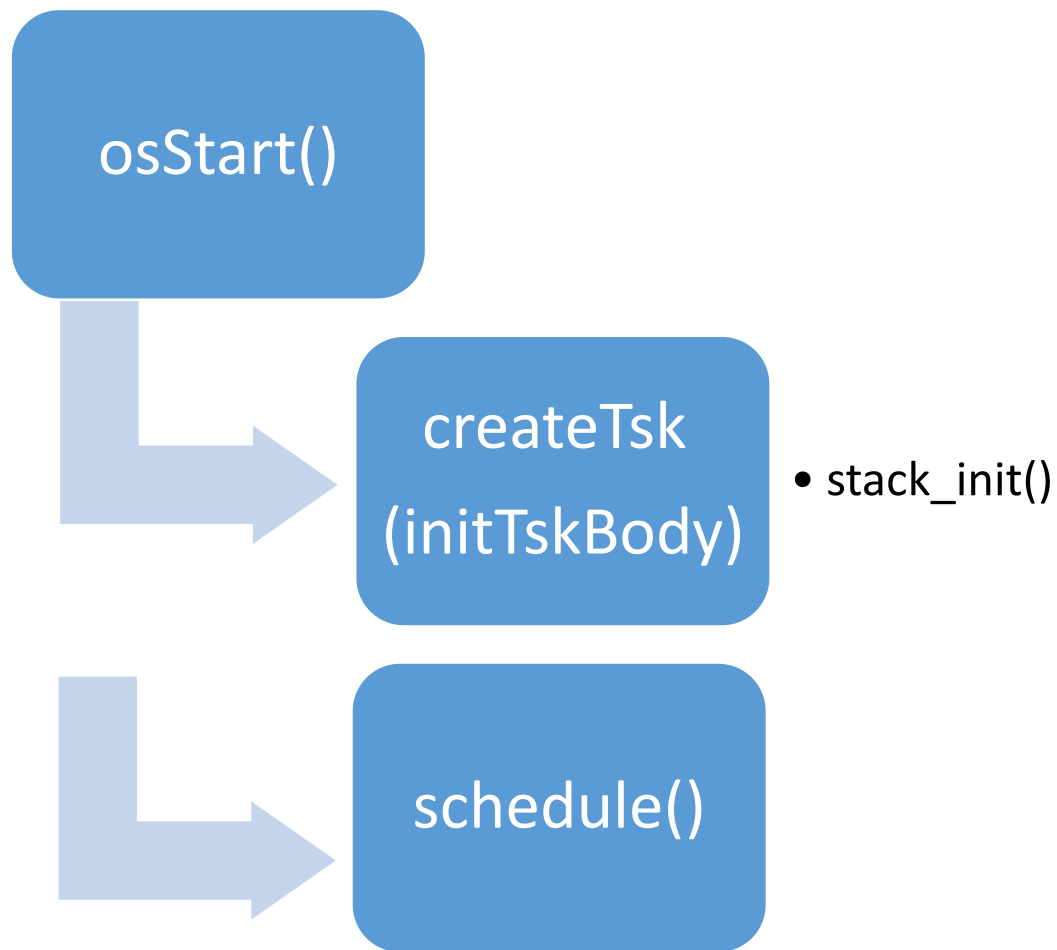 osStart()
createTsk
(initTskBody)
• stack_init()
schedule()